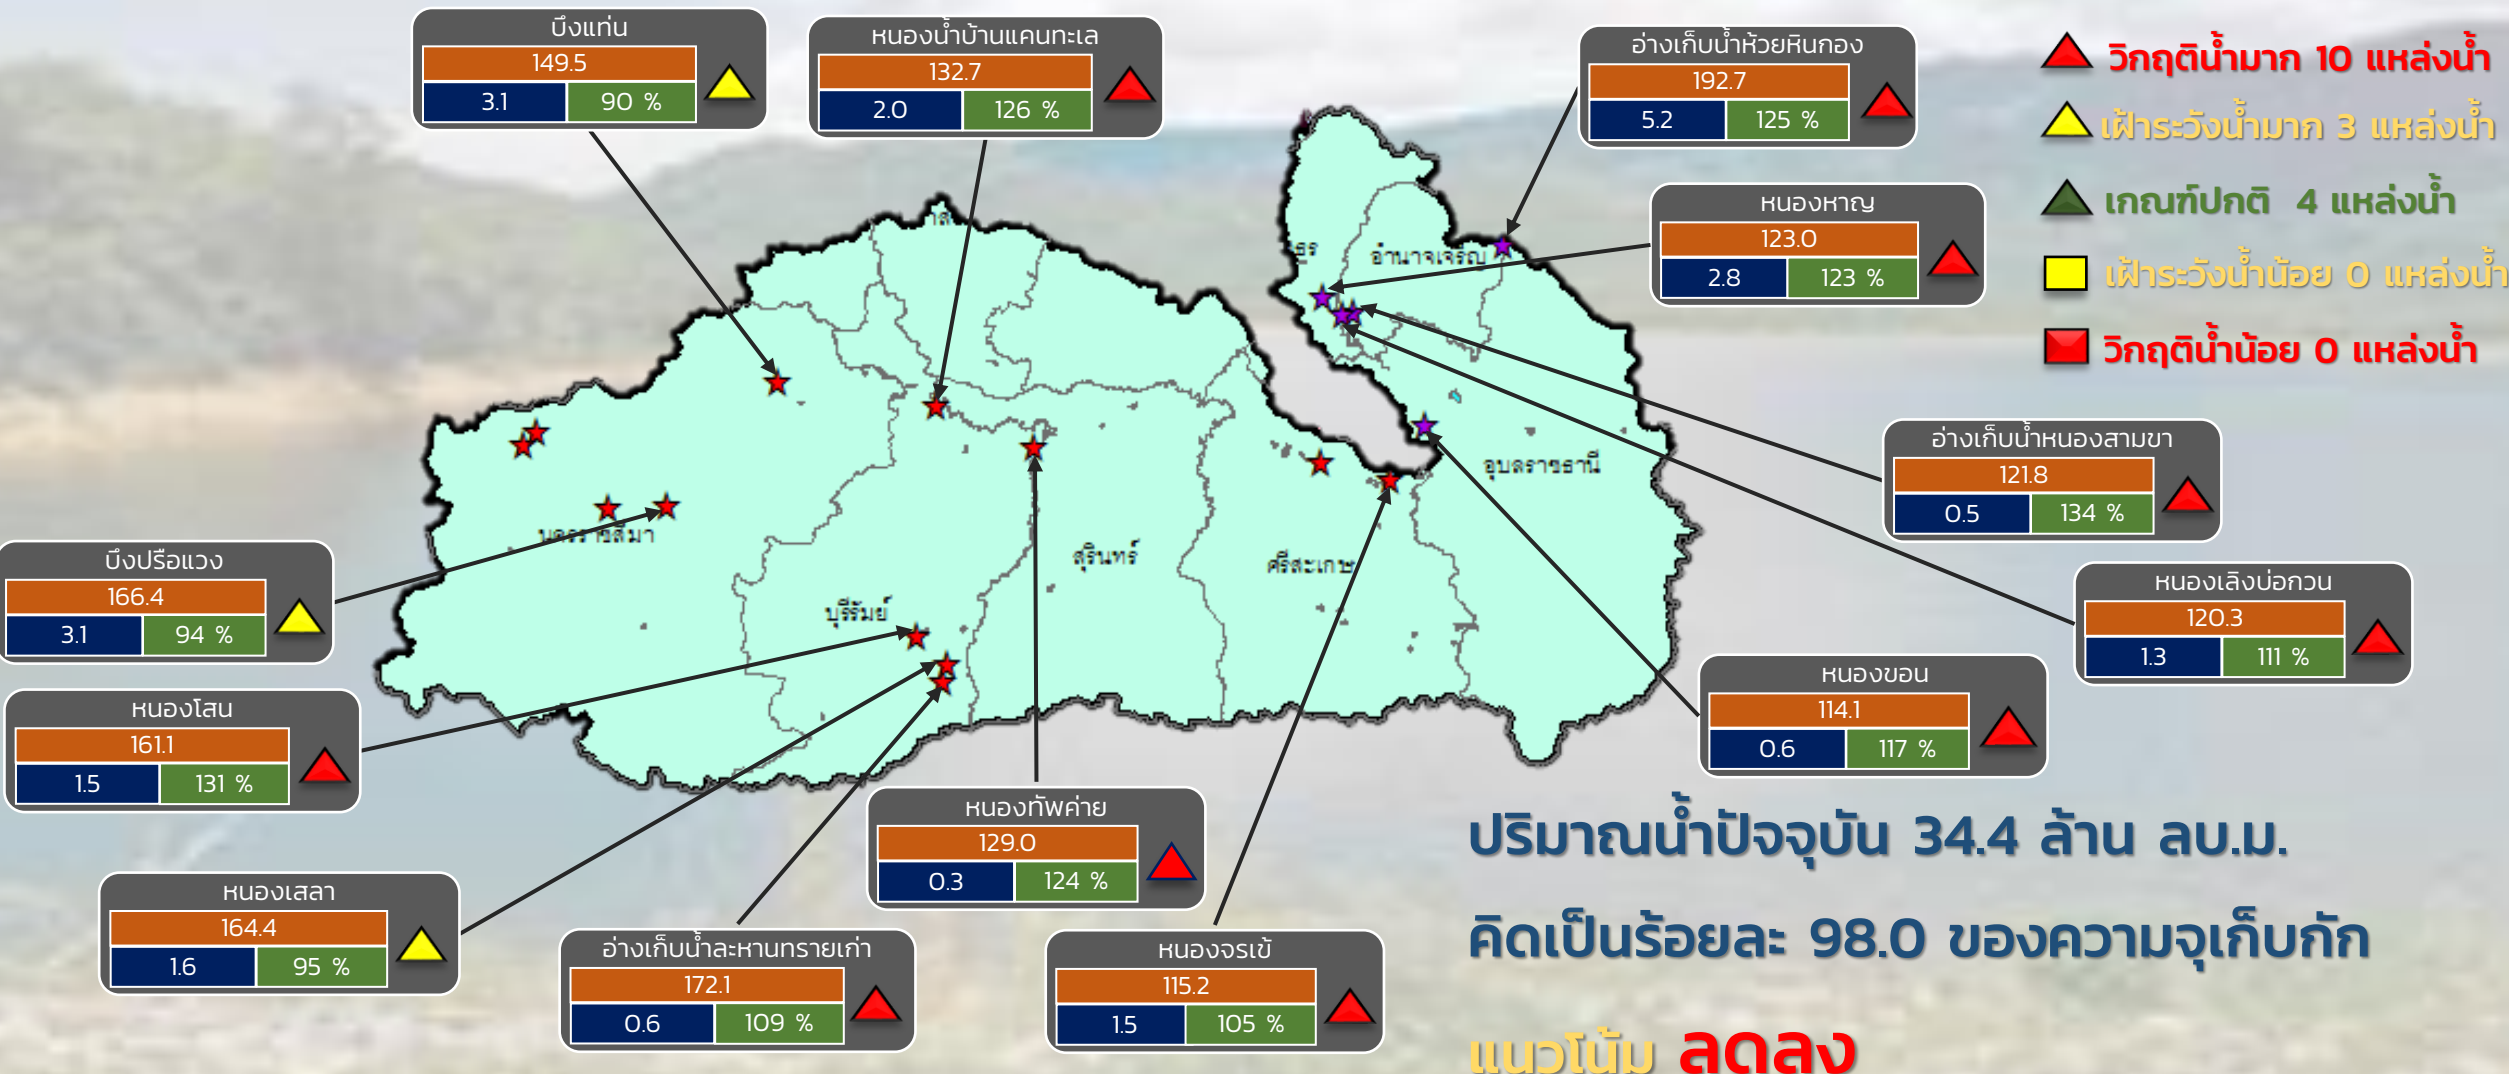 บึงแท่น
149.5
3.1 90 %
หนองน้ำบ้านแคนทะเล
132.7
2.0 126 %
อ่างเก็บน้ำห้วยหินกอง
192.7
5.2 125 %
วิกฤติน้ำมาก 10 แหล่งน้ำ
เฝ้าระวังน้ำมาก 3 แหล่งน้ำ
เกณฑ์ปกติ 4 แหล่งน้ำ
เฝ้าระวังน้ำน้อย 0 แหล่งน้ำ
วิกฤติน้ำน้อย 0 แหล่งน้ำ
หนองหาญ
123.0
2.8 123 %
อำนาจเจริญ
อ่างเก็บน้ำหนองสามขา
121.8
0.5 134 %
อุบลราชธานี
นครราชสีมา
สุรินทร์
ศรีสะเกษ
บุรีรัมย์
บึงปรือแวง
166.4
3.1 94 %
หนองเลิงบ่อกวน
120.3
1.3 111 %
หนองขอน
114.1
0.6 117 %
หนองโสน
161.1
1.5 131 %
หนองทัพค่าย
129.0
0.3 124 %
หนองเสลา
164.4
1.6 95 %
อ่างเก็บน้ำละหานทรายเก่า
172.1
0.6 109 %
หนองจรเข้
115.2
1.5 105 %
ปริมาณน้ำปัจจุบัน 34.4 ล้าน ลบ.ม.
คิดเป็นร้อยละ 98.0 ของความจุเก็บกัก
แนวโน้ม ลดลง